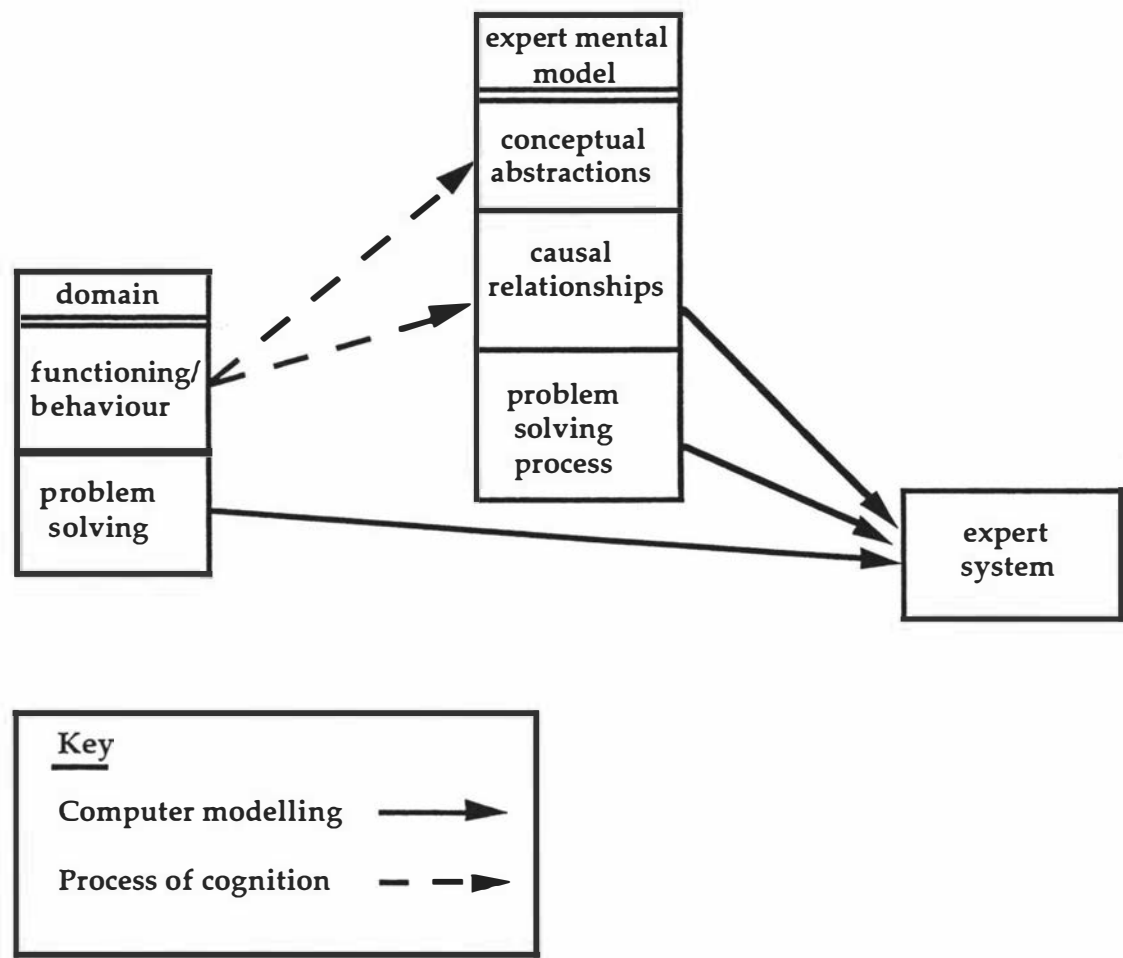 expert mental
model
conceptual
abstractions
causal
relationships
problem
solving
process
domain
functioning/
behaviour
problem
solving
expert
system
Key
Computer modelling
Process of cognition